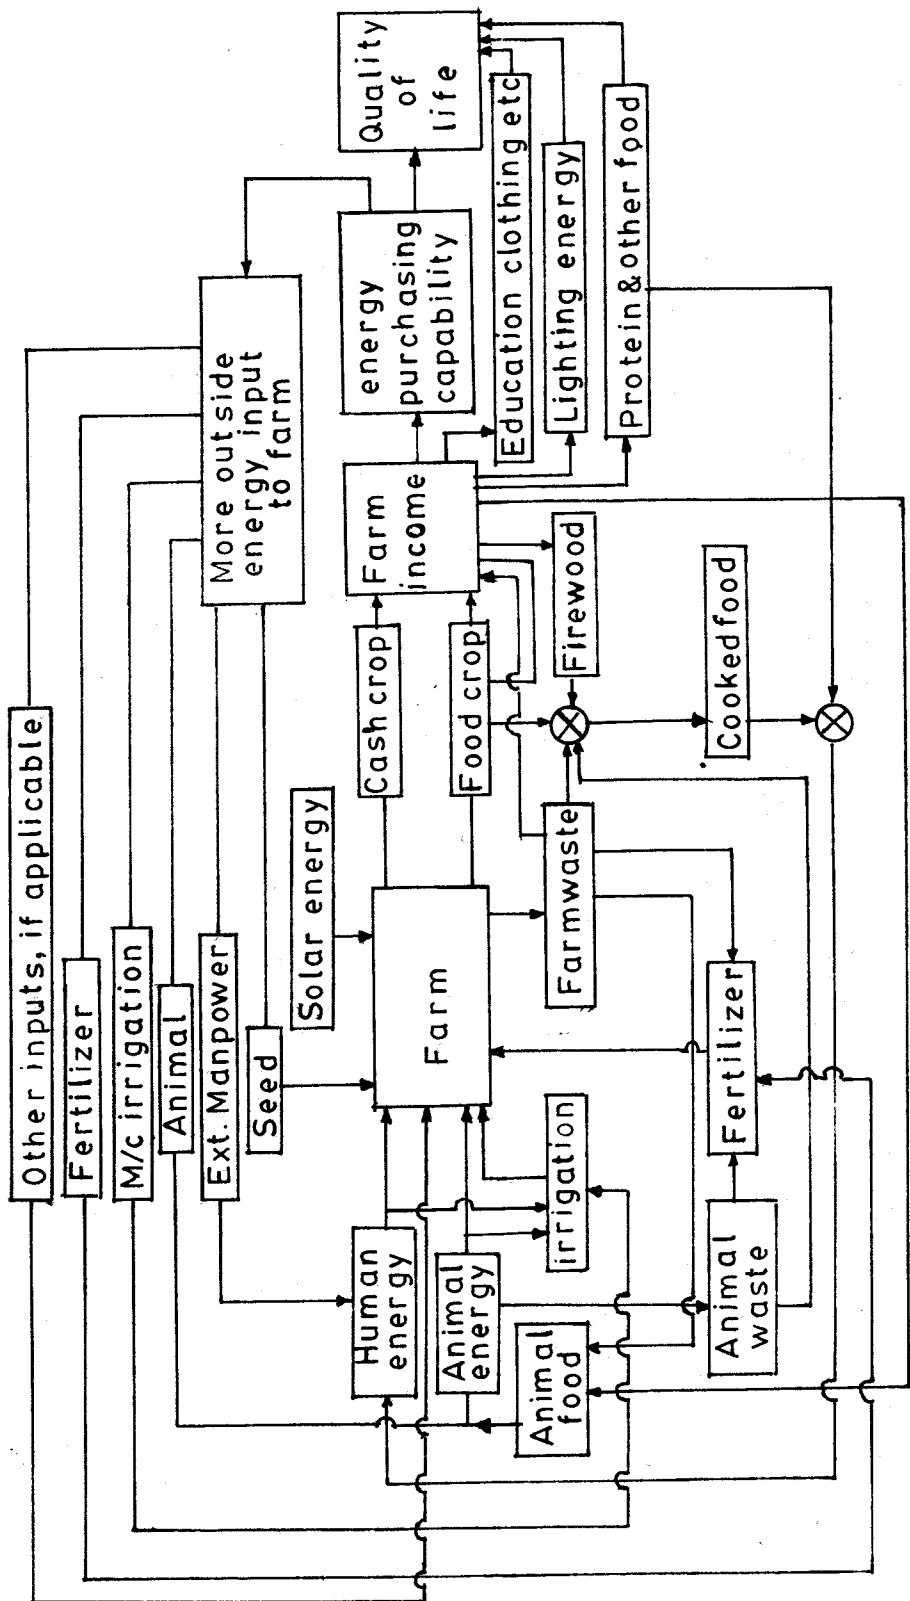 Other inputs, if applicable
Fertilizer
M/c irrigation
Animal
Ext. Manpower
Seed
Solar energy
More outside
energy input
to farm
Human
energy
Farm
Cash crop
Farm
income
energy
purchasing
capability
Quality
of
life
Animal
energy
Food crop
Education clothing etc
Animal
food
irrigation
Farmwaste
Firewood
Lighting energy
Protein & other food
Animal
waste
Fertilizer
Cooked food